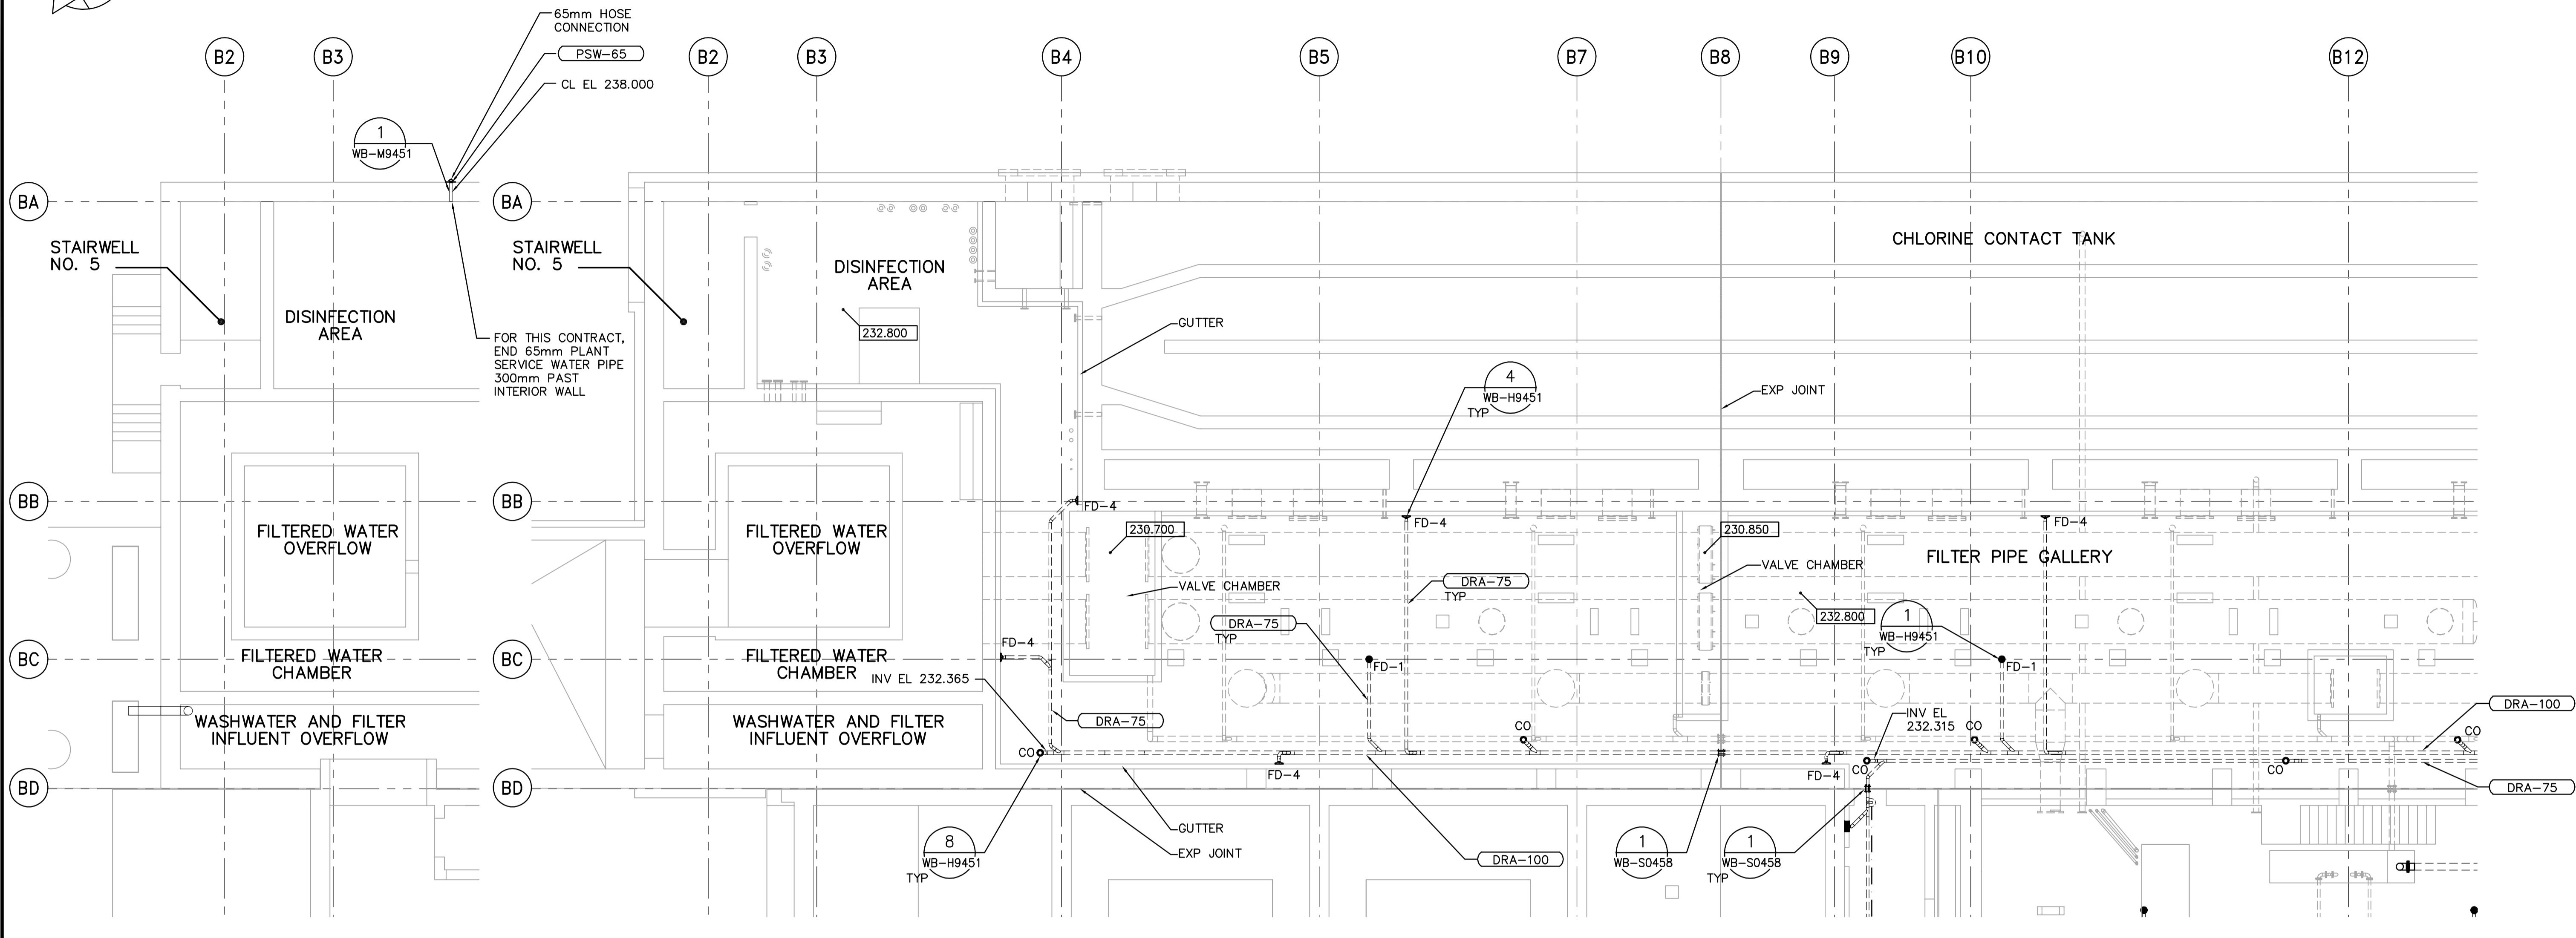 65mm HOSE
CONNECTION
PSW-65
CL EL 238.000
B2
B3
B2
B3
B4
B5
B7
B8
B9
B10
B12
1
WB-M9451
BA
BA
STAIRWELL
NO. 5
STAIRWELL
NO. 5
DISINFECTION
AREA
DISINFECTION
AREA
232.800
CHLORINE CONTACT TANK
FOR THIS CONTRACT,
END 65mm PLANT
SERVICE WATER PIPE
300mm PAST
INTERIOR WALL
GUTTER
4
WB-H9451
TYP
EXP JOINT
BB
BB
FD-4
FD-4
FD-4
FILTERED WATER
OVERFLOW
FILTERED WATER
OVERFLOW
230.700
230.850
FILTER PIPE GALLERY
VALVE CHAMBER
VALVE CHAMBER
DRA-75
TYP
DRA-75
TYP
232.800
1
WB-H9451
TYP
BC
BC
FD-4
FD-1
FD-1
FILTERED WATER
CHAMBER
FILTERED WATER
CHAMBER
INV EL 232.365
DRA-75
WASHWATER AND FILTER
INFLUENT OVERFLOW
WASHWATER AND FILTER
INFLUENT OVERFLOW
INV EL
232.315
DRA-100
CO
CO
CO
CO
CO
CO
FD-4
FD-4
DRA-75
BD
BD
GUTTER
EXP JOINT
8
WB-H9451
TYP
DRA-100
1
WB-S0458
1
WB-S0458
TYP